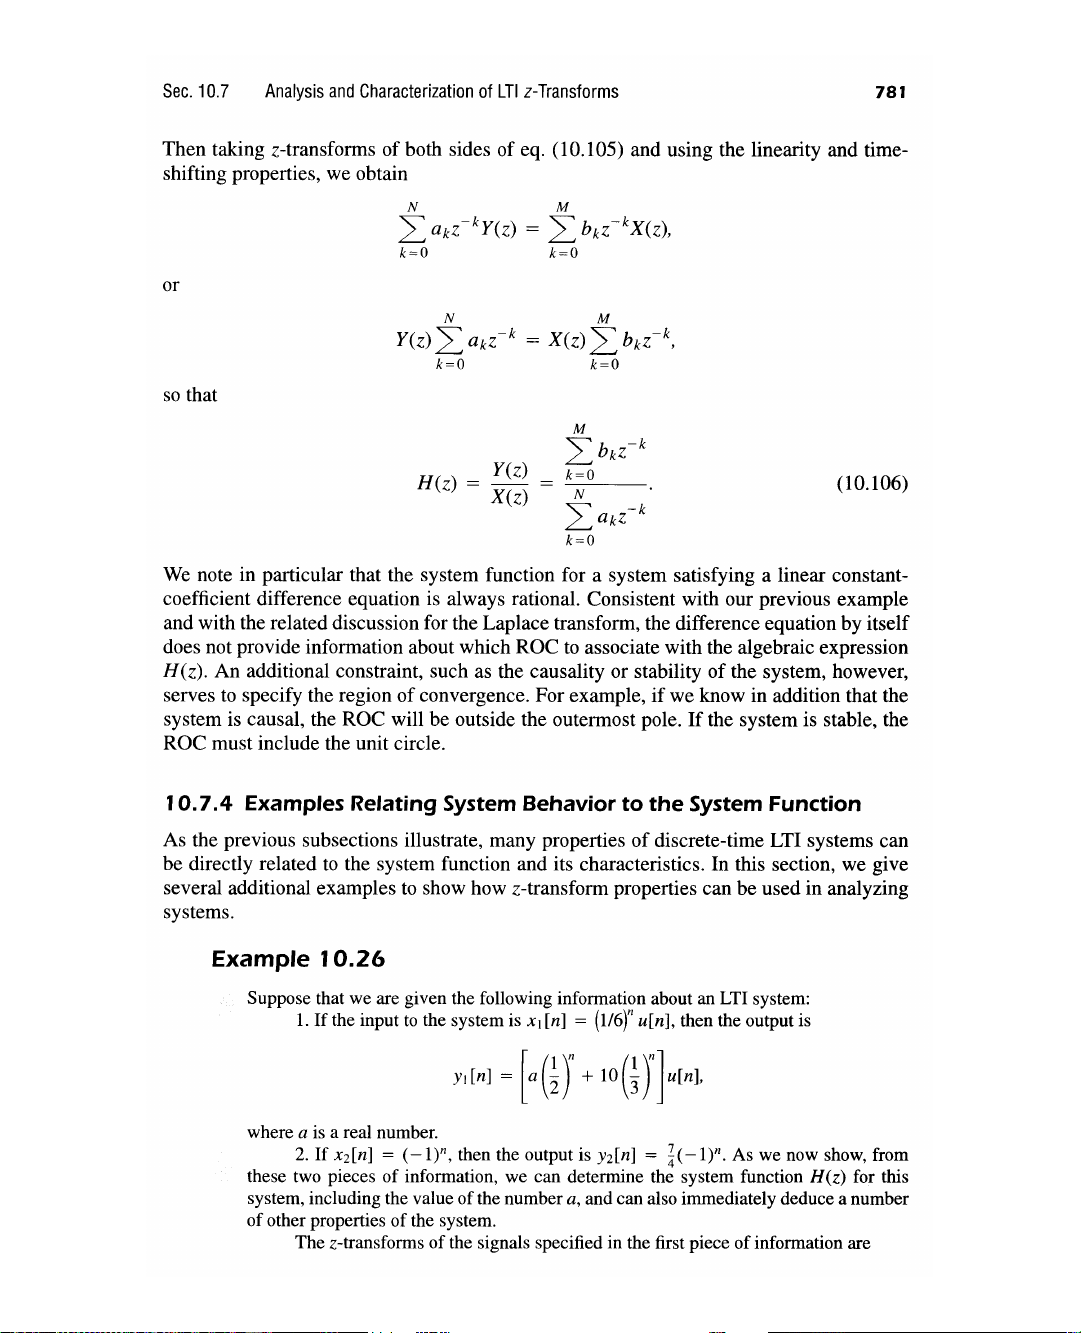 Sec. 10.7 Analysis and Characterization of LTI z-Transforms 781
Then taking z-transforms of both sides of eq. (10.105) and using the linearity and time-
shifting properties, we obtain
\sum_{k=0}^{N} a_k z^{-k} Y(z) = \sum_{k=0}^{M} b_k z^{-k} X(z),
or
Y(z) \sum_{k=0}^{N} a_k z^{-k} = X(z) \sum_{k=0}^{M} b_k z^{-k},
so that
H(z) = \frac{Y(z)}{X(z)} = \frac{\sum_{k=0}^{M} b_k z^{-k}}{\sum_{k=0}^{N} a_k z^{-k}}. (10.106)
We note in particular that the system function for a system satisfying a linear constant-
coefficient difference equation is always rational. Consistent with our previous example
and with the related discussion for the Laplace transform, the difference equation by itself
does not provide information about which ROC to associate with the algebraic expression
H(z). An additional constraint, such as the causality or stability of the system, however,
serves to specify the region of convergence. For example, if we know in addition that the
system is causal, the ROC will be outside the outermost pole. If the system is stable, the
ROC must include the unit circle.
10.7.4 Examples Relating System Behavior to the System Function
As the previous subsections illustrate, many properties of discrete-time LTI systems can
be directly related to the system function and its characteristics. In this section, we give
several additional examples to show how z-transform properties can be used in analyzing
systems.
Example 10.26
Suppose that we are given the following information about an LTI system:
1. If the input to the system is x_1[n] = (1/6)^n u[n], then the output is
y_1[n] = \left[ a \left(\frac{1}{2}\right)^n + 10 \left(\frac{1}{3}\right)^n \right] u[n],
where a is a real number.
2. If x_2[n] = (-1)^n, then the output is y_2[n] = \frac{7}{4}(-1)^n. As we now show, from
these two pieces of information, we can determine the system function H(z) for this
system, including the value of the number a, and can also immediately deduce a number
of other properties of the system.
The z-transforms of the signals specified in the first piece of information are